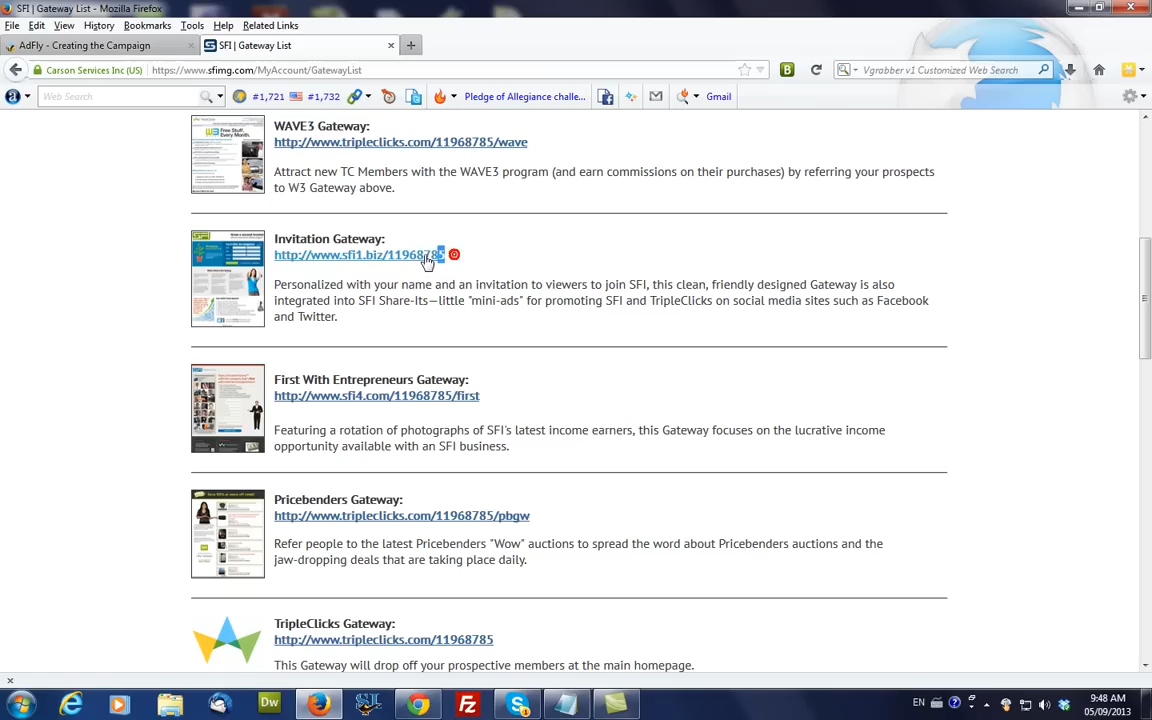 SFI | Gateway List - Mozilla Firefox
File Edit View History Bookmarks Tools Help Related Links
AdFly - Creating the Campaign
SFI | Gateway List
Carson Services Inc (US)
https://www.sfimg.com/MyAccount/GatewayList
Vgrabber v1 Customized Web Search
Web Search
#1,721
#1,732
Pledge of Allegiance challe...
Gmail
WAVE3 Gateway:
http://www.tripleclicks.com/11968785/wave
Attract new TC Members with the WAVE3 program (and earn commissions on their purchases) by referring your prospects
to W3 Gateway above.
Invitation Gateway:
http://www.sfi1.biz/11968785
Personalized with your name and an invitation to viewers to join SFI, this clean, friendly designed Gateway is also
integrated into SFI Share-Its—little "mini-ads" for promoting SFI and TripleClicks on social media sites such as Facebook
and Twitter.
First With Entrepreneurs Gateway:
http://www.sfi4.com/11968785/first
Featuring a rotation of photographs of SFI's latest income earners, this Gateway focuses on the lucrative income
opportunity available with an SFI business.
Pricebenders Gateway:
http://www.tripleclicks.com/11968785/pbgw
Refer people to the latest Pricebenders "Wow" auctions to spread the word about Pricebenders auctions and the
jaw-dropping deals that are taking place daily.
TripleClicks Gateway:
http://www.tripleclicks.com/11968785
This Gateway will drop off your prospective members at the main homepage.
EN
9:48 AM
05/09/2013